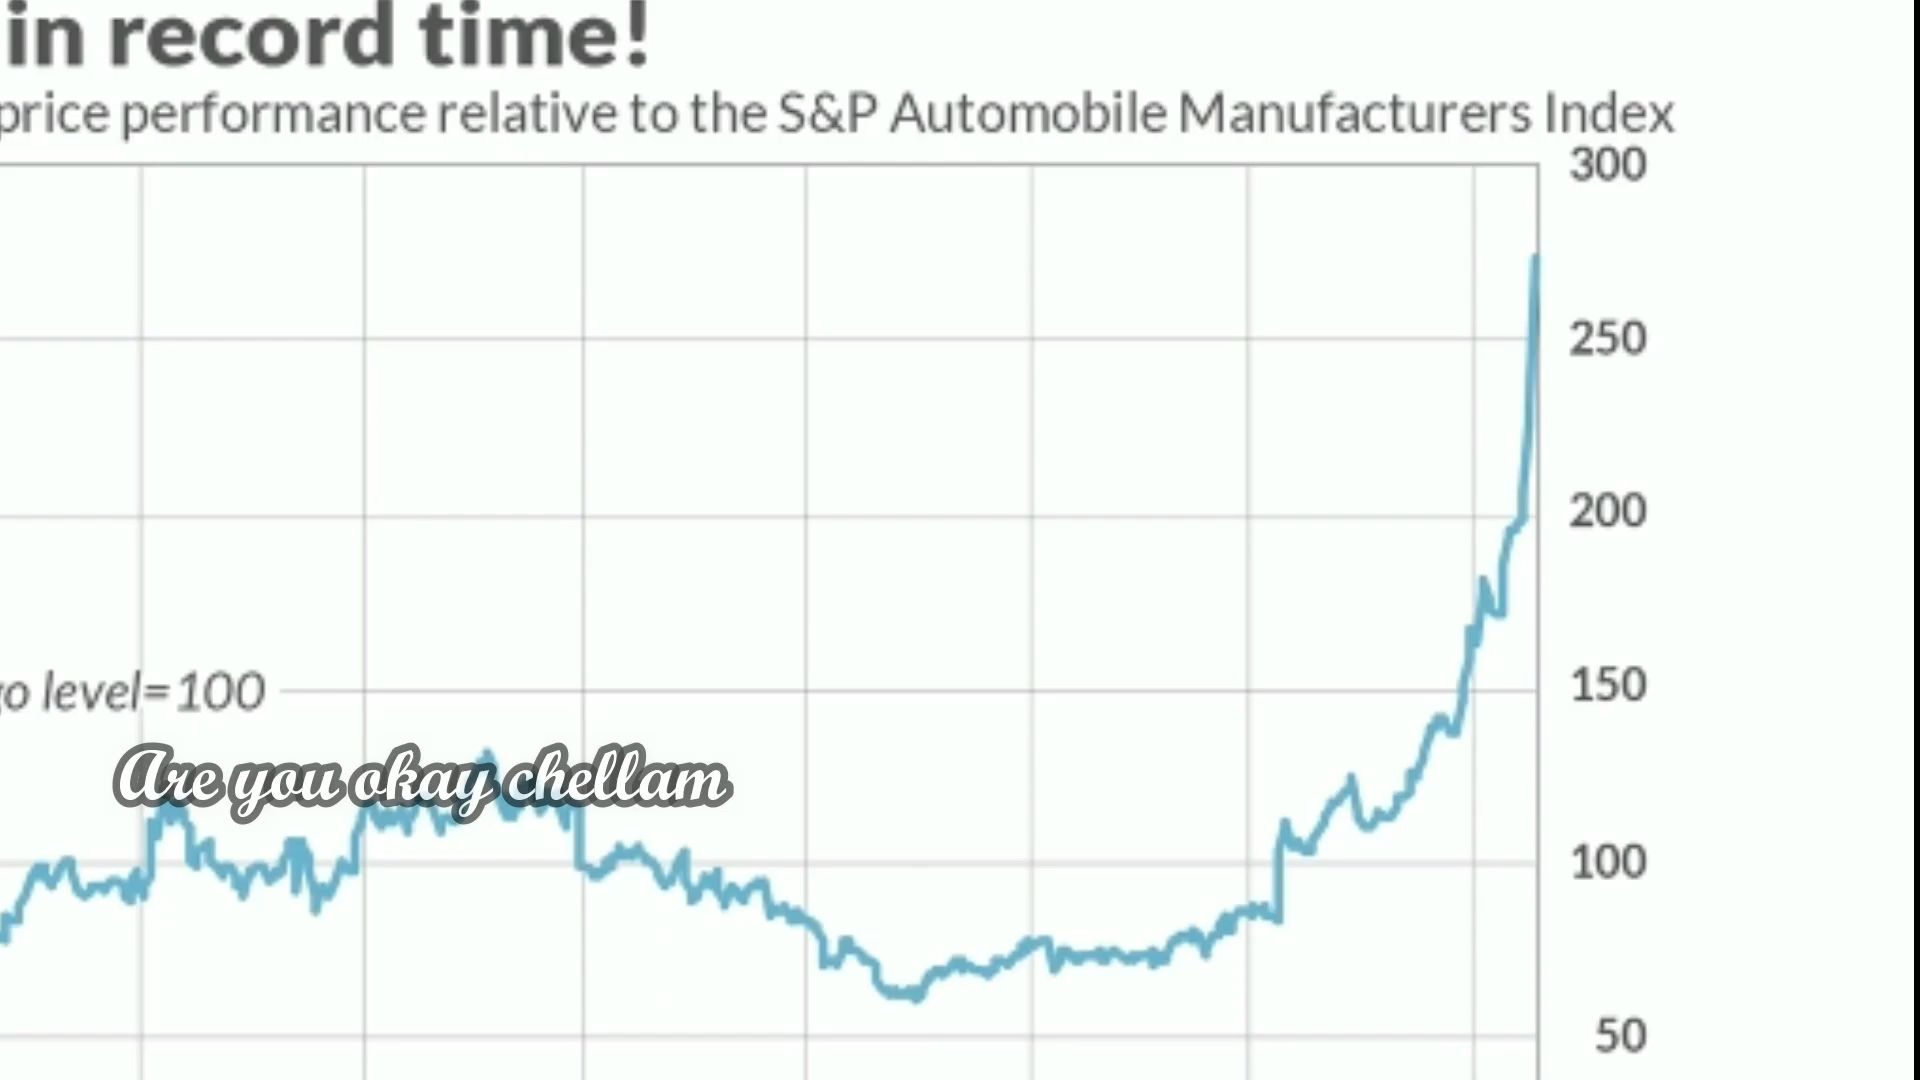 in record time!
price performance relative to the S&P Automobile Manufacturers Index
300
250
200
go level=100
150
Are you okay chellam
100
50